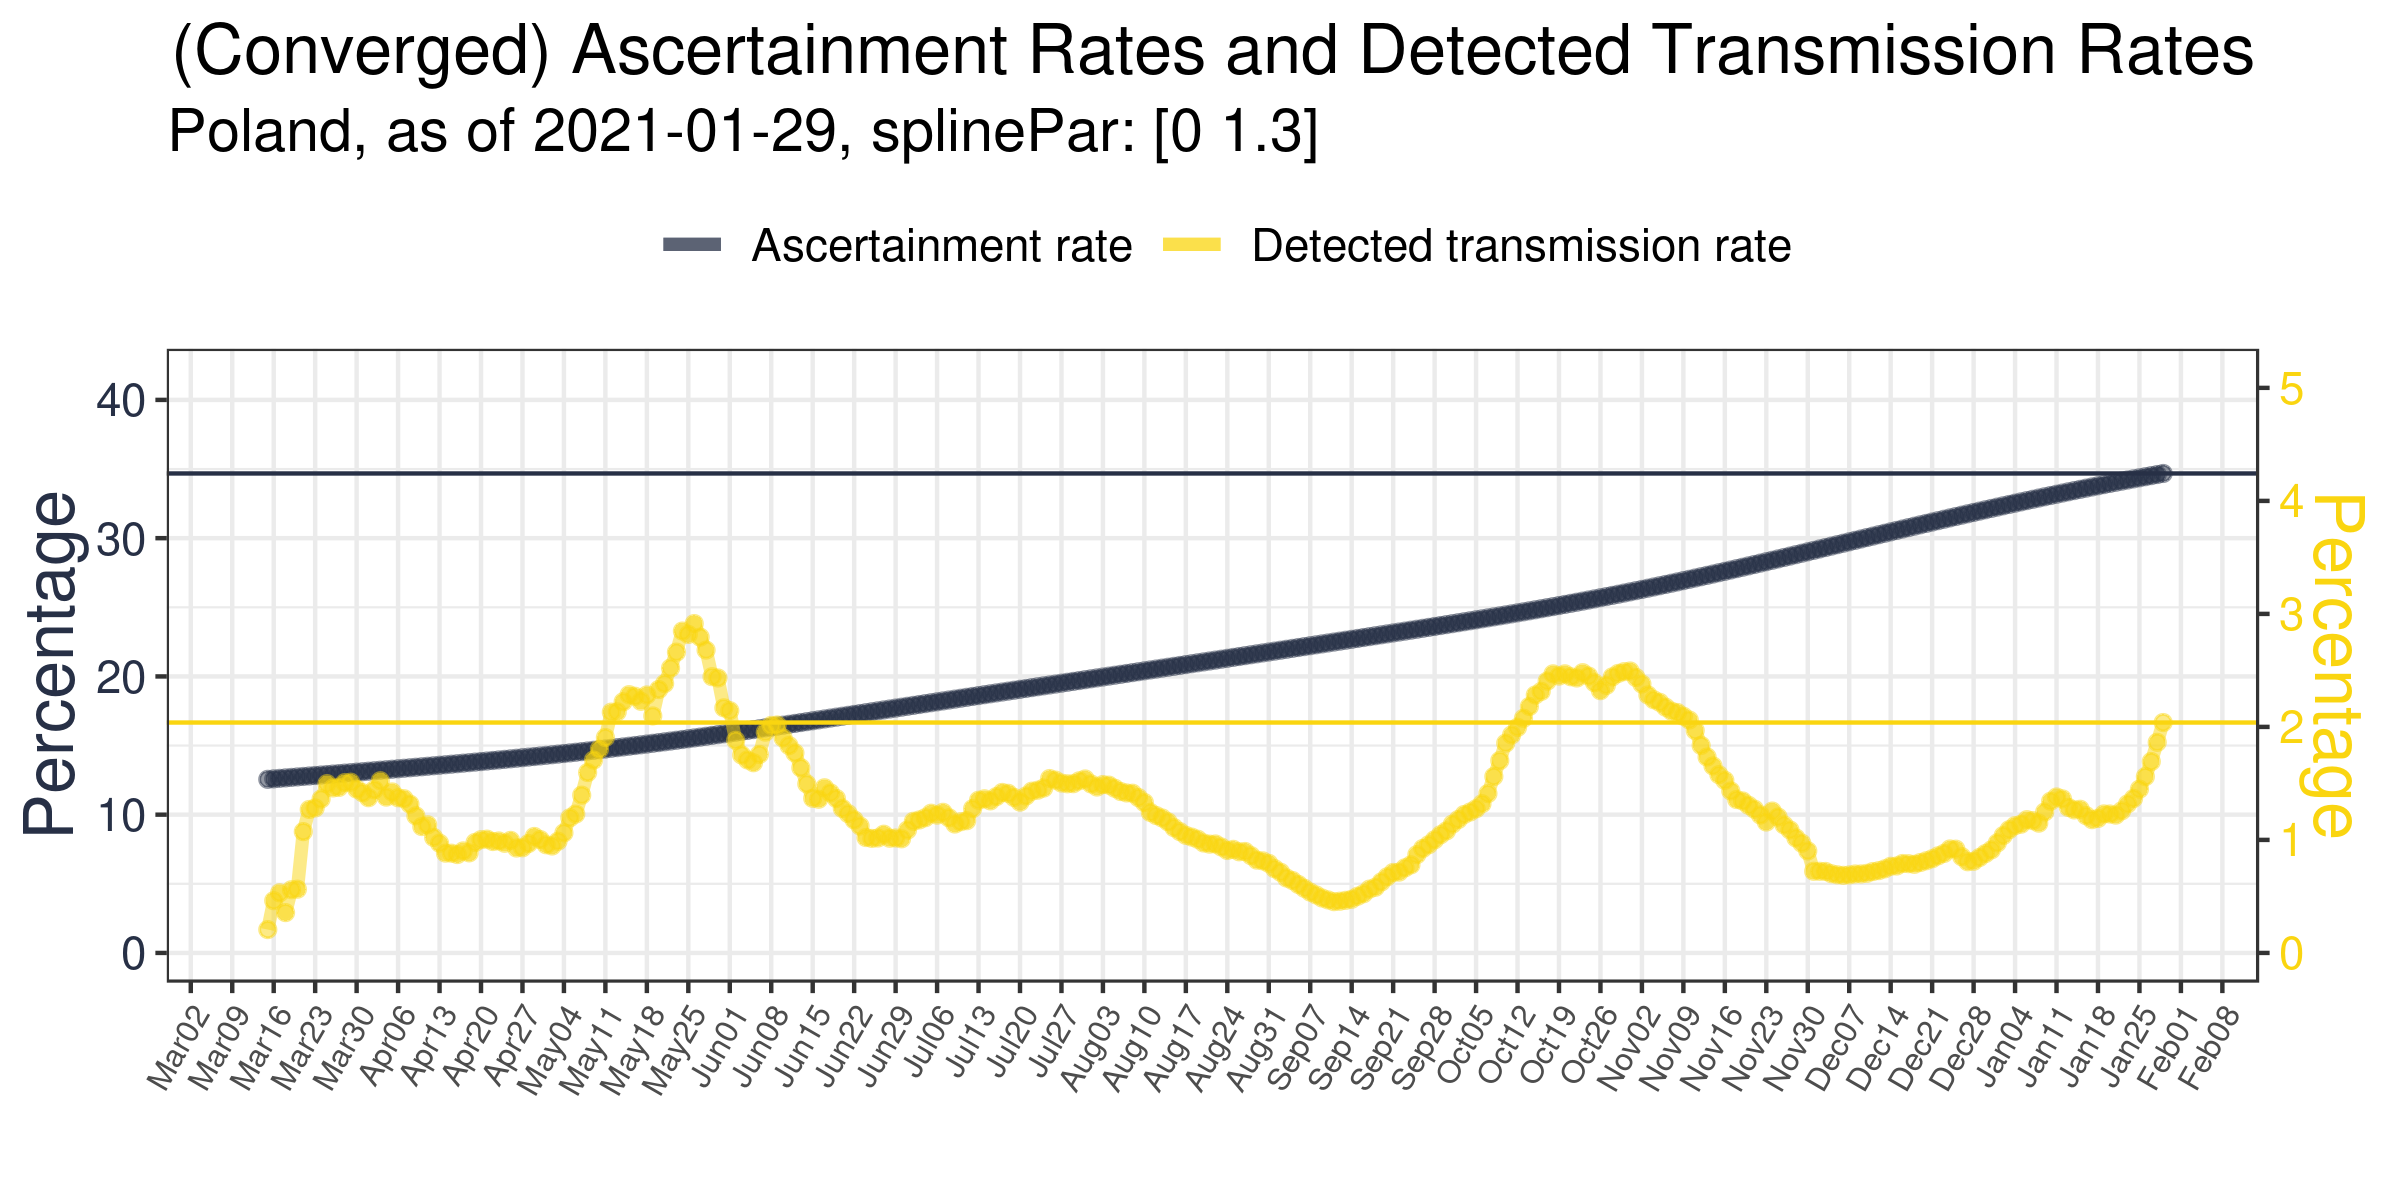 (Converged) Ascertainment Rates and Detected Transmission Rates
Poland, as of 2021-01-29, splinePar: [0 1.3]
Ascertainment rate
Detected transmission rate
Percentage
40
30
20
10
0
5
4
3
2
1
0
Percentage
Mar02
Mar09
Mar16
Mar23
Mar30
Apr06
Apr13
Apr20
Apr27
May04
May11
May18
May25
Jun01
Jun08
Jun15
Jun22
Jun29
Jul06
Jul13
Jul20
Jul27
Aug03
Aug10
Aug17
Aug24
Aug31
Sep07
Sep14
Sep21
Sep28
Oct05
Oct12
Oct19
Oct26
Nov02
Nov09
Nov16
Nov23
Nov30
Dec07
Dec14
Dec21
Dec28
Jan04
Jan11
Jan18
Jan25
Feb01
Feb08